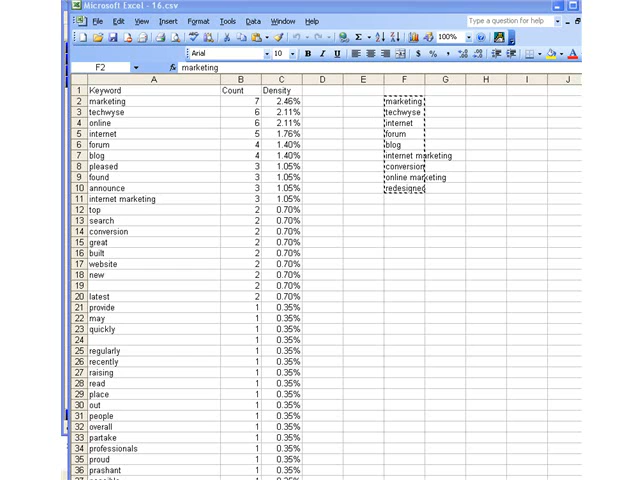 Microsoft Excel - 16.csv
File Edit View Insert Format Tools Data Window Help Type a question for help
100%
Arial 10 B I U $ % ,
F2 fx marketing
A B C D E F G H I J
1 Keyword Count Density
2 marketing 7 2.46% marketing
3 techwyse 6 2.11% techwyse
4 online 6 2.11% internet
5 internet 5 1.76% forum
6 forum 4 1.40% blog
7 blog 4 1.40% internet marketing
8 pleased 3 1.05% conversion
9 found 3 1.05% online marketing
10 announce 3 1.05% redesigned
11 internet marketing 3 1.05%
12 top 2 0.70%
13 search 2 0.70%
14 conversion 2 0.70%
15 great 2 0.70%
16 built 2 0.70%
17 website 2 0.70%
18 new 2 0.70%
19 2 0.70%
20 latest 2 0.70%
21 provide 1 0.35%
22 may 1 0.35%
23 quickly 1 0.35%
24 1 0.35%
25 regularly 1 0.35%
26 recently 1 0.35%
27 raising 1 0.35%
28 read 1 0.35%
29 place 1 0.35%
30 out 1 0.35%
31 people 1 0.35%
32 overall 1 0.35%
33 partake 1 0.35%
34 professionals 1 0.35%
35 proud 1 0.35%
36 prashant 1 0.35%